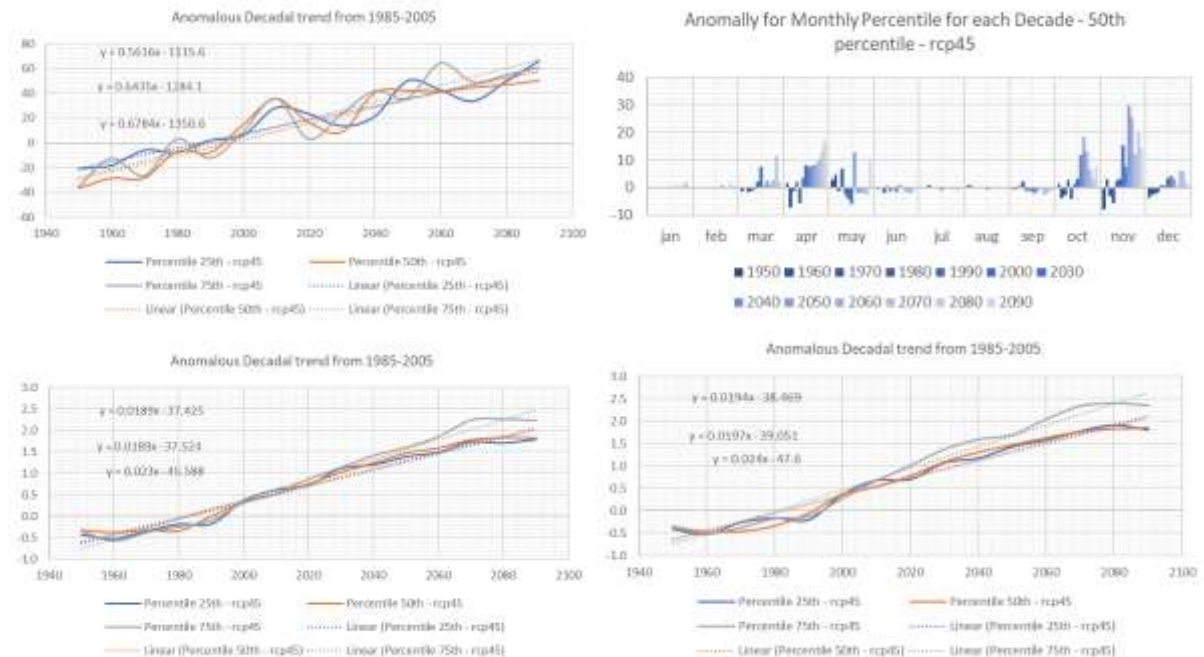 Anomalous Decadal trend from 1985-2005
80
60
40
20
0
-20
-40
-60
y = 0.5616x - 1115.6
y = 0.6435x - 1284.1
y = 0.6784x - 1350.6
1940 1960 1980 2000 2020 2040 2060 2080 2100
Percentile 25th - rcp45 Percentile 50th - rcp45
Percentile 75th - rcp45 Linear (Percentile 25th - rcp45)
Linear (Percentile 50th - rcp45) Linear (Percentile 75th - rcp45)
Anomally for Monthly Percentile for each Decade - 50th
percentile - rcp45
40
30
20
10
0
-10
jan feb mar apr may jun jul aug sep oct nov dec
1950 1960 1970 1980 1990 2000 2030
2040 2050 2060 2070 2080 2090
Anomalous Decadal trend from 1985-2005
3.0
2.5
2.0
1.5
1.0
0.5
0.0
-0.5
-1.0
y = 0.0189x - 37,425
y = 0.0189x - 37,524
y = 0.023x - 45,588
1940 1960 1980 2000 2020 2040 2060 2080 2100
Percentile 25th - rcp45 Percentile 50th - rcp45
Percentile 75th - rcp45 Linear (Percentile 25th - rcp45)
Linear (Percentile 50th - rcp45) Linear (Percentile 75th - rcp45)
Anomalous Decadal trend from 1985-2005
3.0
2.5
2.0
1.5
1.0
0.5
0.0
-0.5
-1.0
y = 0.0194x - 38,469
y = 0.0197x - 39,051
y = 0.024x - 47.6
1940 1960 1980 2000 2020 2040 2060 2080 2100
Percentile 25th - rcp45 Percentile 50th - rcp45
Percentile 75th - rcp45 Linear (Percentile 25th - rcp45)
Linear (Percentile 50th - rcp45) Linear (Percentile 75th - rcp45)